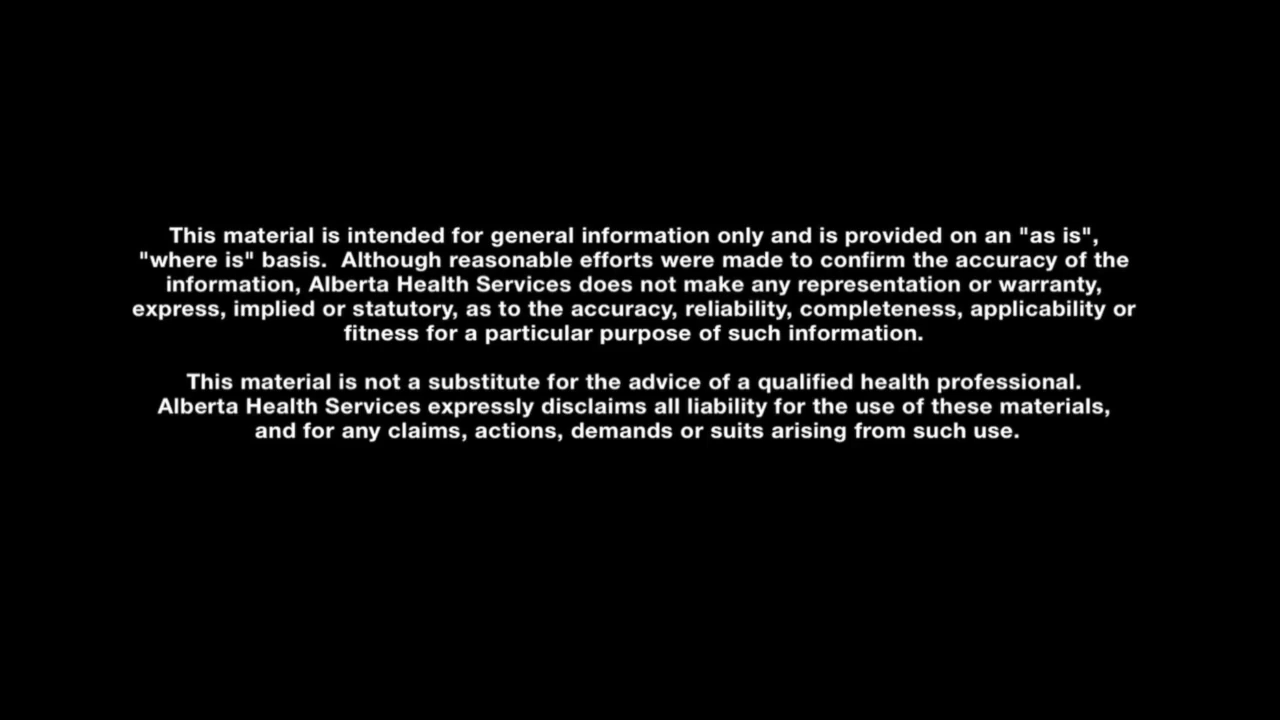 This material is intended for general information only and is provided on an "as is",
"where is" basis.  Although reasonable efforts were made to confirm the accuracy of the
information, Alberta Health Services does not make any representation or warranty,
express, implied or statutory, as to the accuracy, reliability, completeness, applicability or
fitness for a particular purpose of such information.
This material is not a substitute for the advice of a qualified health professional.
Alberta Health Services expressly disclaims all liability for the use of these materials,
and for any claims, actions, demands or suits arising from such use.